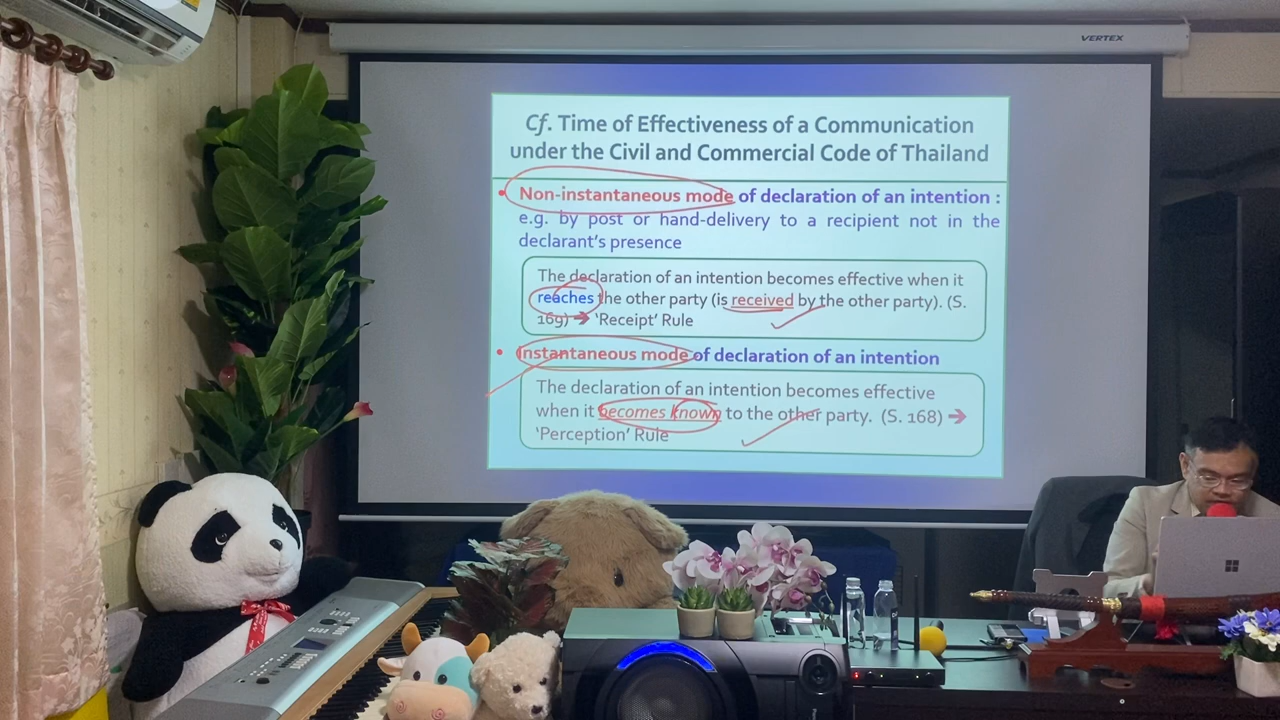 VERTEX
Cf. Time of Effectiveness of a Communication
under the Civil and Commercial Code of Thailand
• Non-instantaneous mode of declaration of an intention :
e.g. by post or hand-delivery to a recipient not in the
declarant's presence
The declaration of an intention becomes effective when it
reaches the other party (is received by the other party). (S.
169) ➔ 'Receipt' Rule
• Instantaneous mode of declaration of an intention
The declaration of an intention becomes effective
when it becomes known to the other party. (S. 168) ➔
'Perception' Rule